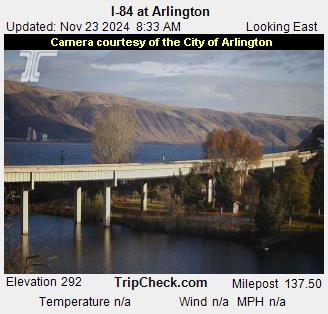 I-84 at Arlington
Updated: Nov 23 2024 8:33 AM Looking East
Camera courtesy of the City of Arlington
Elevation 292 TripCheck.com Milepost 137.50
Temperature n/a Wind n/a MPH n/a